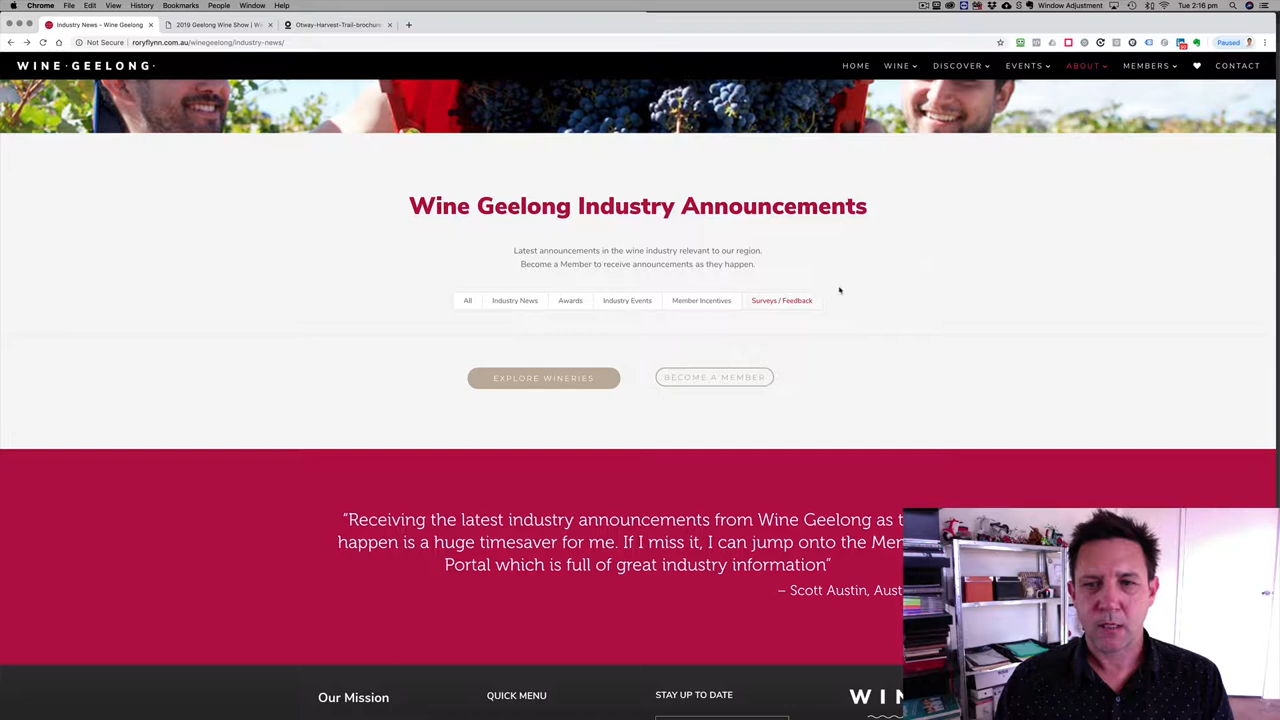 Chrome File Edit View History Bookmarks People Window Help
Window Adjustment Tue 2:16 pm
Industry News - Wine Geelong
2019 Geelong Wine Show | W
Otway-Harvest-Trail-brochure
Not Secure roryflynn.com.au/winegeelong/industry-news/
Paused
WINE·GEELONG·
HOME WINE DISCOVER EVENTS ABOUT MEMBERS CONTACT
Wine Geelong Industry Announcements
Latest announcements in the wine industry relevant to our region.
Become a Member to receive announcements as they happen.
All Industry News Awards Industry Events Member Incentives Surveys / Feedback
EXPLORE WINERIES BECOME A MEMBER
“Receiving the latest industry announcements from Wine Geelong as t
happen is a huge timesaver for me. If I miss it, I can jump onto the Mem
Portal which is full of great industry information”
– Scott Austin, Aust
Our Mission QUICK MENU STAY UP TO DATE WIN